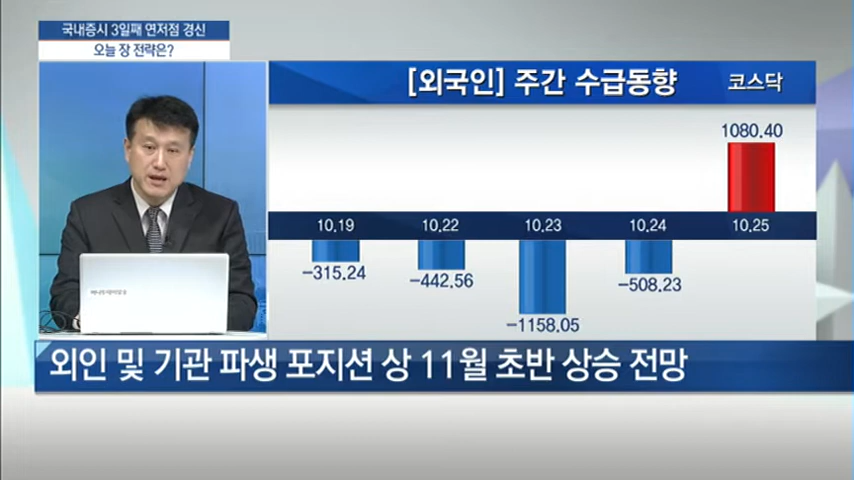 국내증시 3일째 연저점 경신
오늘 장 전략은?
[외국인] 주간 수급동향
코스닥
1080.40
10.19 10.22 10.23 10.24 10.25
-315.24 -442.56 -1158.05 -508.23
외인 및 기관 파생 포지션 상 11월 초반 상승 전망